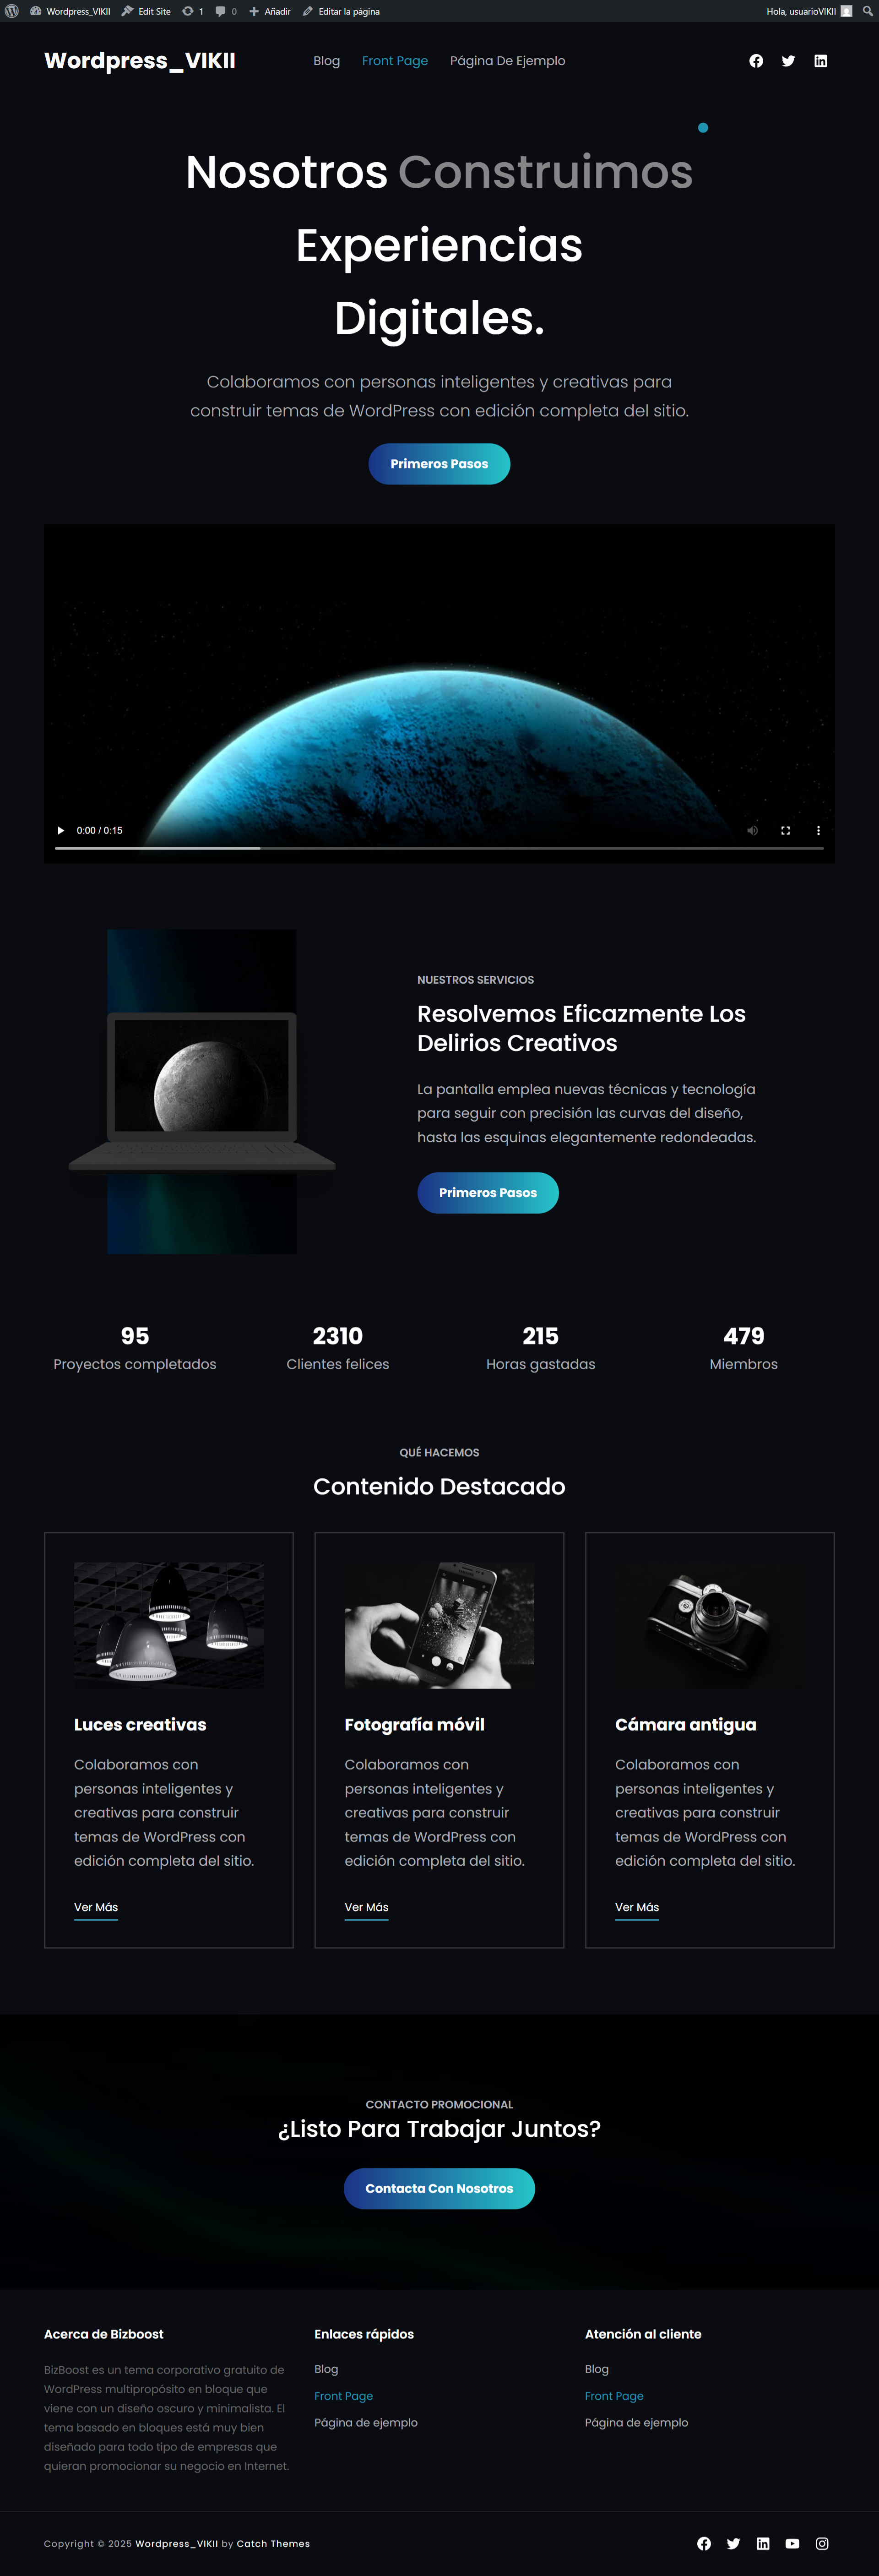 Wordpress_VIKII Edit Site 1 0 Añadir Editar la página Hola, usuarioVIKII
Wordpress_VIKII Blog Front Page Página De Ejemplo
Nosotros Construimos
Experiencias
Digitales.
Colaboramos con personas inteligentes y creativas para
construir temas de WordPress con edición completa del sitio.
Primeros Pasos
0:00 / 0:15
NUESTROS SERVICIOS
Resolvemos Eficazmente Los
Delirios Creativos
La pantalla emplea nuevas técnicas y tecnología
para seguir con precisión las curvas del diseño,
hasta las esquinas elegantemente redondeadas.
Primeros Pasos
95
Proyectos completados
2310
Clientes felices
215
Horas gastadas
479
Miembros
QUÉ HACEMOS
Contenido Destacado
Luces creativas
Colaboramos con
personas inteligentes y
creativas para construir
temas de WordPress con
edición completa del sitio.
Ver Más
Fotografía móvil
Colaboramos con
personas inteligentes y
creativas para construir
temas de WordPress con
edición completa del sitio.
Ver Más
Cámara antigua
Colaboramos con
personas inteligentes y
creativas para construir
temas de WordPress con
edición completa del sitio.
Ver Más
CONTACTO PROMOCIONAL
¿Listo Para Trabajar Juntos?
Contacta Con Nosotros
Acerca de Bizboost
BizBoost es un tema corporativo gratuito de
WordPress multipropósito en bloque que
viene con un diseño oscuro y minimalista. El
tema basado en bloques está muy bien
diseñado para todo tipo de empresas que
quieran promocionar su negocio en Internet.
Enlaces rápidos
Blog
Front Page
Página de ejemplo
Atención al cliente
Blog
Front Page
Página de ejemplo
Copyright © 2025 Wordpress_VIKII by Catch Themes